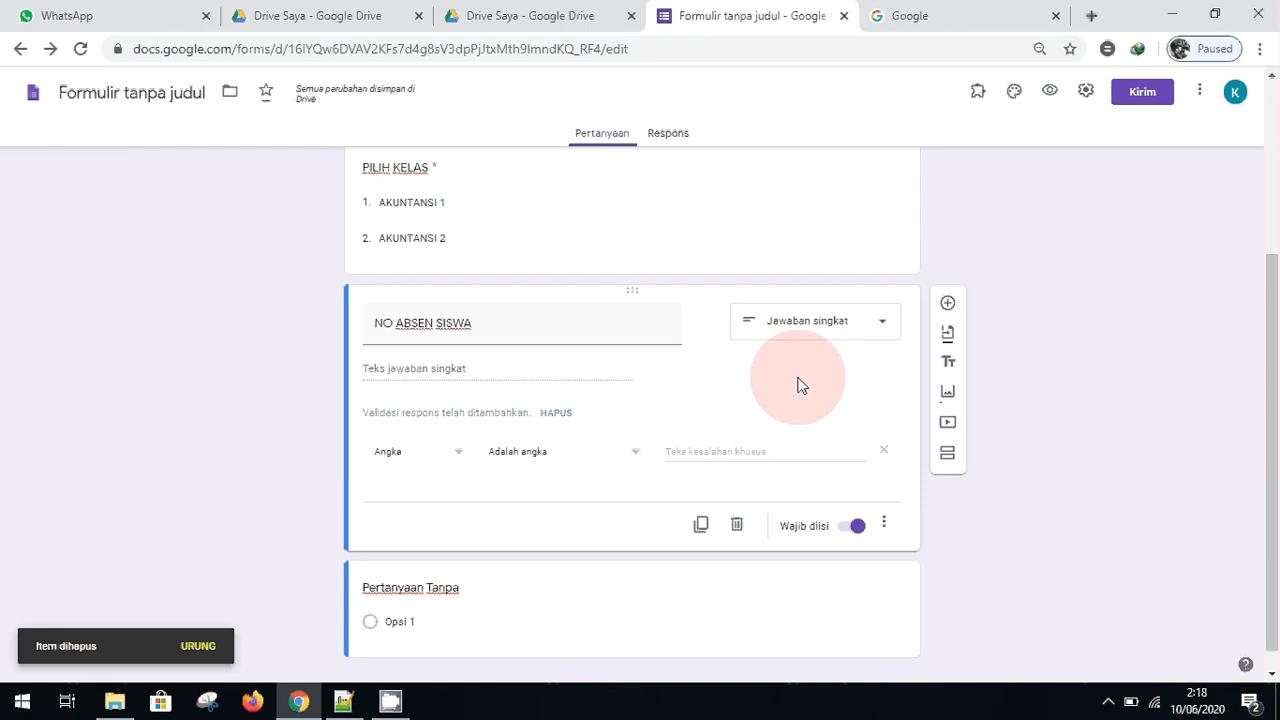 WhatsApp
Drive Saya - Google Drive
Drive Saya - Google Drive
Formulir tanpa judul - Google
Google
docs.google.com/forms/d/16IYQw6DVAV2KFs7d4g8sV3dpPjJtxMth9ImndKQ_RF4/edit
Paused
Formulir tanpa judul
Semua perubahan disimpan di
Drive
Kirim
K
Pertanyaan
Respons
PILIH KELAS *
1. AKUNTANSI 1
2. AKUNTANSI 2
NO ABSEN SISWA
Jawaban singkat
Teks jawaban singkat
Validasi respons telah ditambahkan. HAPUS
Angka
Adalah angka
Teks kesalahan khusus
Wajib diisi
Pertanyaan Tanpa
Opsi 1
Item dihapus
URUNG
2:18
10/06/2020
2